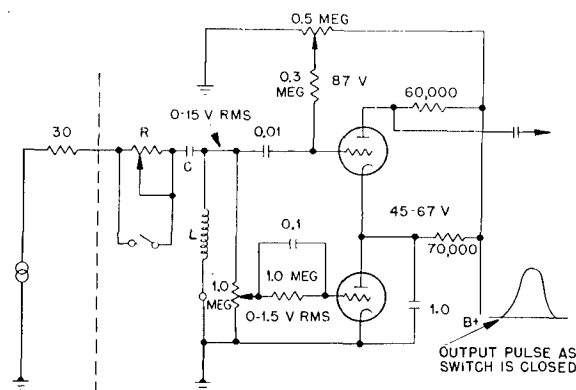 0.5 MEG
0.3 MEG
87 V
60,000
0-15 V RMS
30
R
C
0.01
L
45-67 V
70,000
0.1
1.0 MEG
1.0 MEG
0-1.5 V RMS
1.0
B+
OUTPUT PULSE AS
SWITCH IS CLOSED